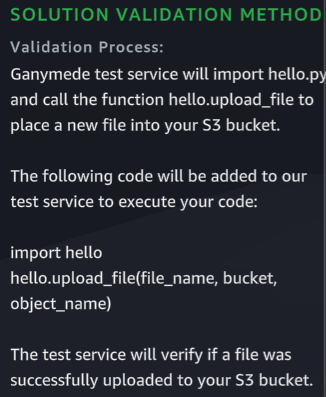 SOLUTION VALIDATION METHOD
Validation Process:
Ganymede test service will import hello.py
and call the function hello.upload_file to
place a new file into your S3 bucket.
The following code will be added to our
test service to execute your code:
import hello
hello.upload_file(file_name, bucket,
object_name)
The test service will verify if a file was
successfully uploaded to your S3 bucket.